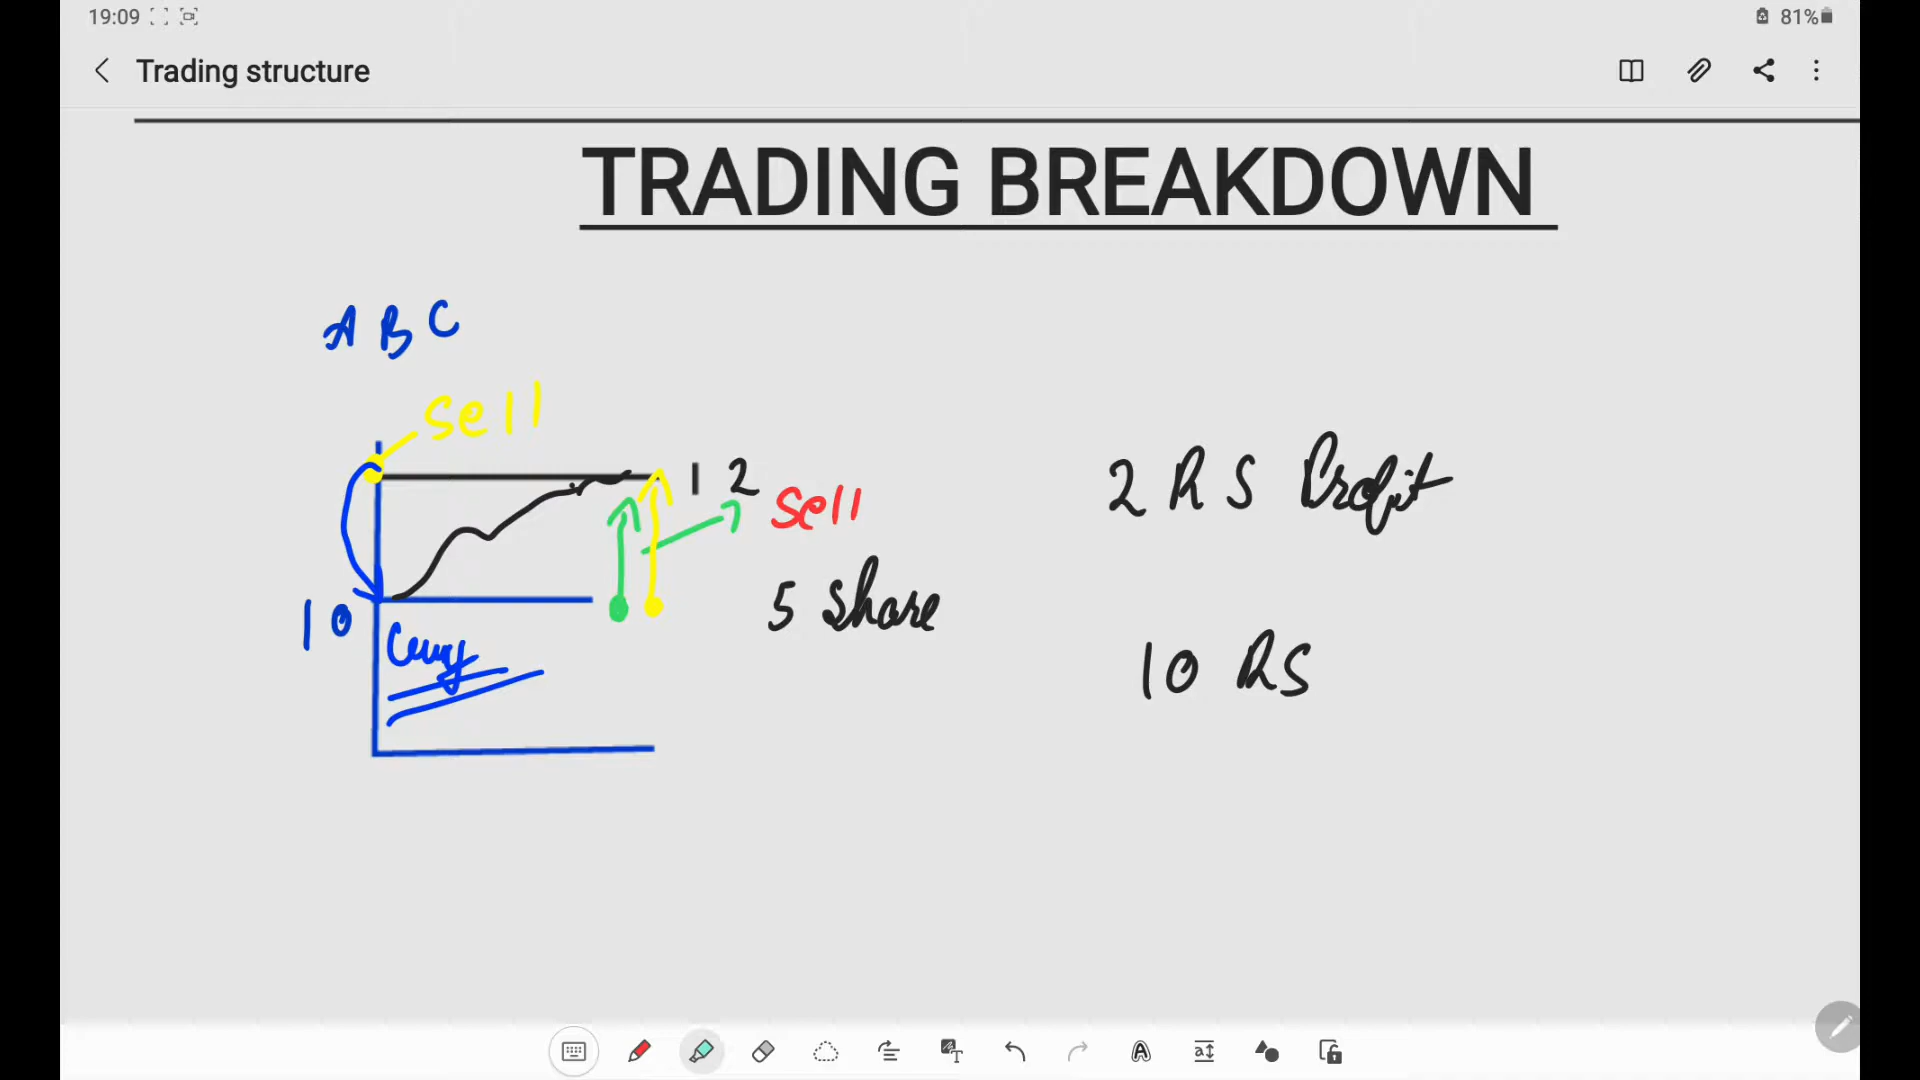 19:09
81%
Trading structure
TRADING BREAKDOWN
A B C
Sell
12
Sell
2 RS Profit
10
5 Share
10 RS